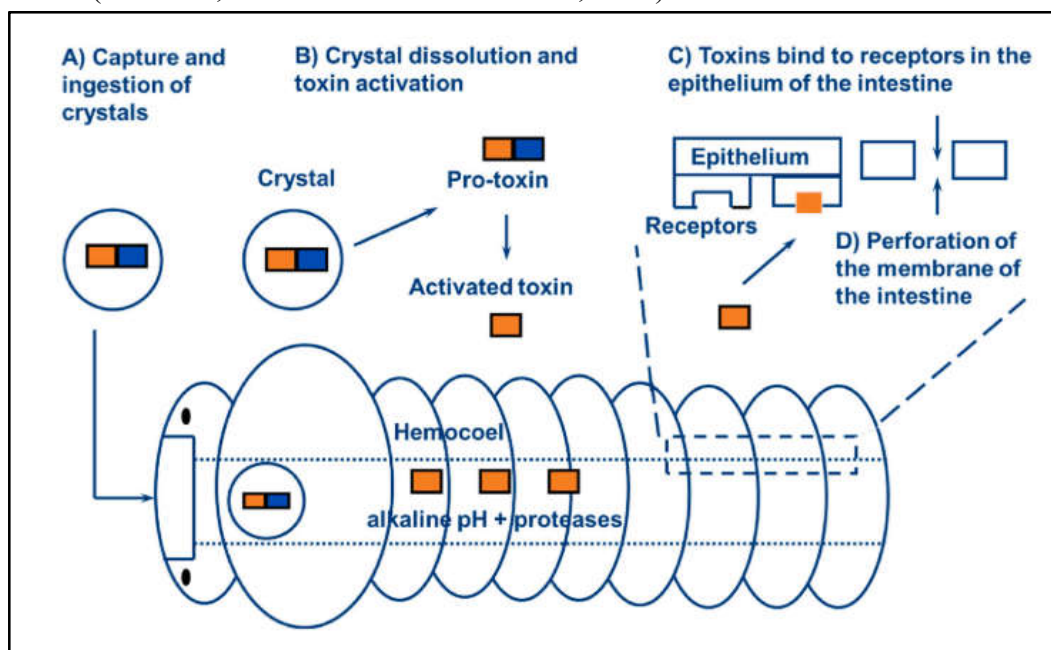 A) Capture and
ingestion of
crystals
B) Crystal dissolution and
toxin activation
C) Toxins bind to receptors in the
epithelium of the intestine
Crystal
Pro-toxin
Activated toxin
Epithelium
Receptors
D) Perforation of
the membrane of
the intestine
Hemocoel
alkaline pH + proteases